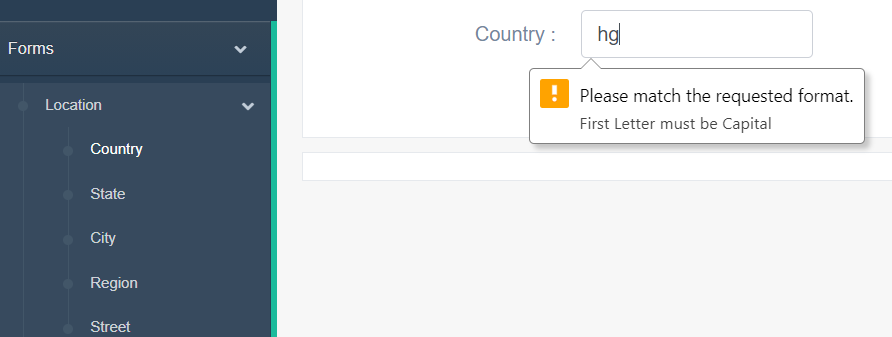 Forms
Location
Country
State
City
Region
Street
Country :
hg
Please match the requested format.
First Letter must be Capital